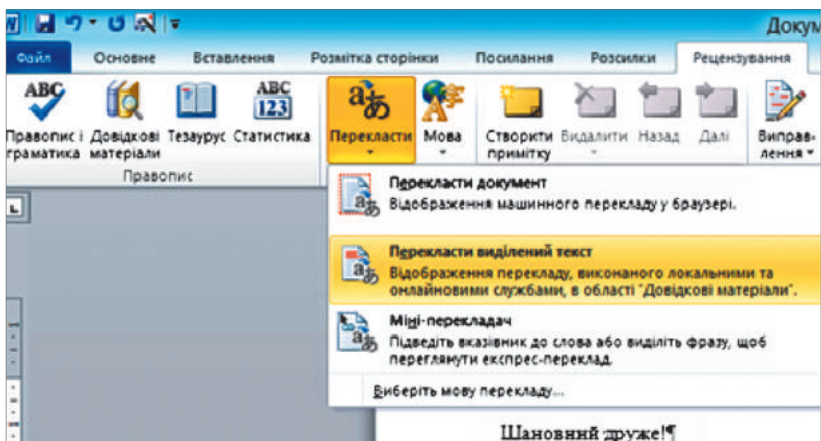 Докум
Файл Основне Вставлення Розмітка сторінки Посилання Розсилки Рецензування
ABC ABC
123
Правопис і Довідкові Тезаурус Статистика Перекласти Мова Створити Видалити Назад Далі Виправ-
граматика матеріали примітку лення
Правопис
Перекласти документ
Відображення машинного перекладу у браузері.
Перекласти виділений текст
Відображення перекладу, виконаного локальними та
онлайновими службами, в області "Довідкові матеріали".
Міні-перекладач
Підведіть вказівник до слова або виділіть фразу, щоб
переглянути експрес-переклад.
Виберіть мову перекладу...
Шановний друже!¶